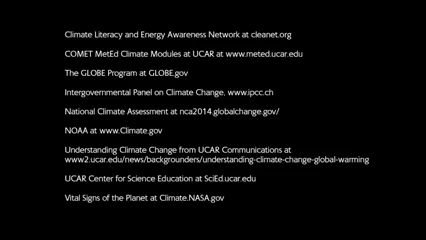 Climate Literacy and Energy Awareness Network at cleanet.org
COMET MetEd Climate Modules at UCAR at www.meted.ucar.edu
The GLOBE Program at GLOBE.gov
Intergovernmental Panel on Climate Change, www.ipcc.ch
National Climate Assessment at nca2014.globalchange.gov/
NOAA at www.Climate.gov
Understanding Climate Change from UCAR Communications at
www2.ucar.edu/news/backgrounders/understanding-climate-change-global-warming
UCAR Center for Science Education at SciEd.ucar.edu
Vital Signs of the Planet at Climate.NASA.gov